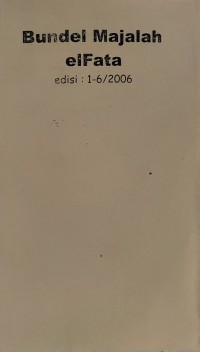 Bundel Majalah
elFata
edisi : 1-6/2006